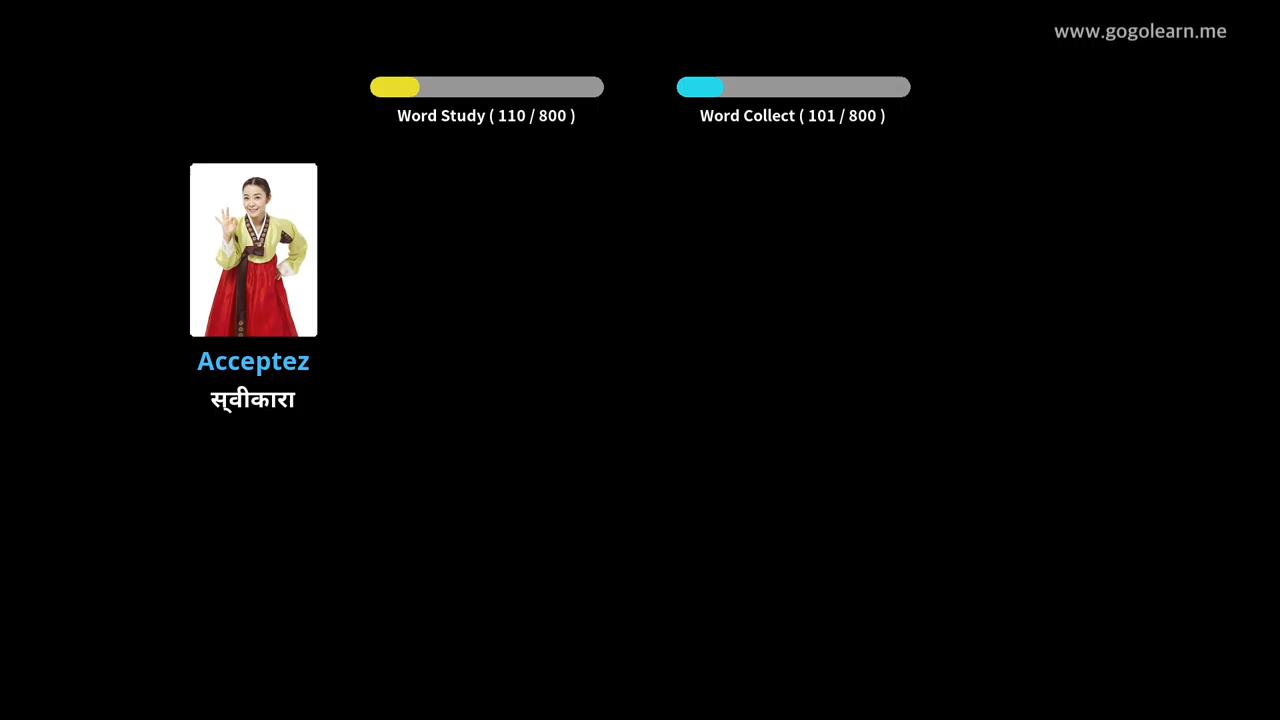 www.gogolearn.me
Word Study ( 110 / 800 )
Word Collect ( 101 / 800 )
Acceptez
स्वीकारा